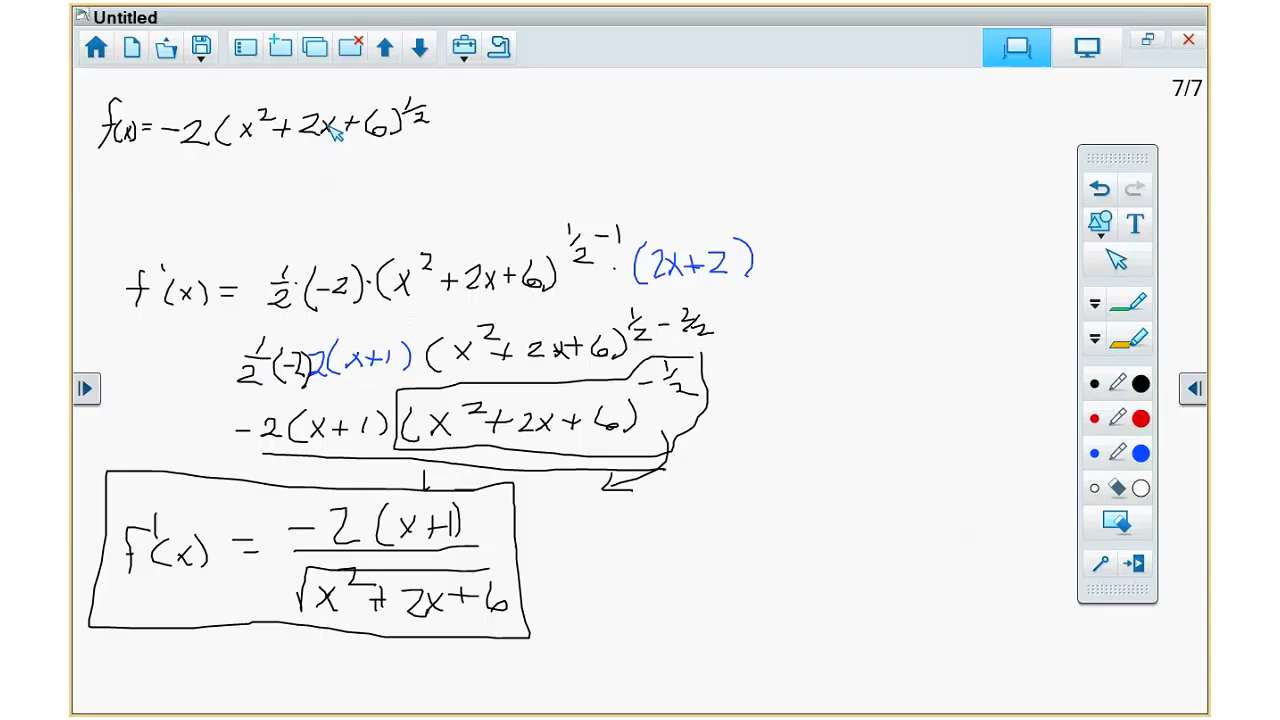 Untitled
7/7
f(x) = -2(x² + 2x + 6)^{1/2}
f'(x) = 1/2 · (-2) · (x² + 2x + 6)^{1/2 - 1} · (2x + 2)
1/2 (-2) 2(x+1) (x² + 2x + 6)^{1/2 - 2/2}
-2(x+1) (x² + 2x + 6)^{-1/2}
1
f'(x) = -2(x+1) / √(x² + 2x + 6)
T